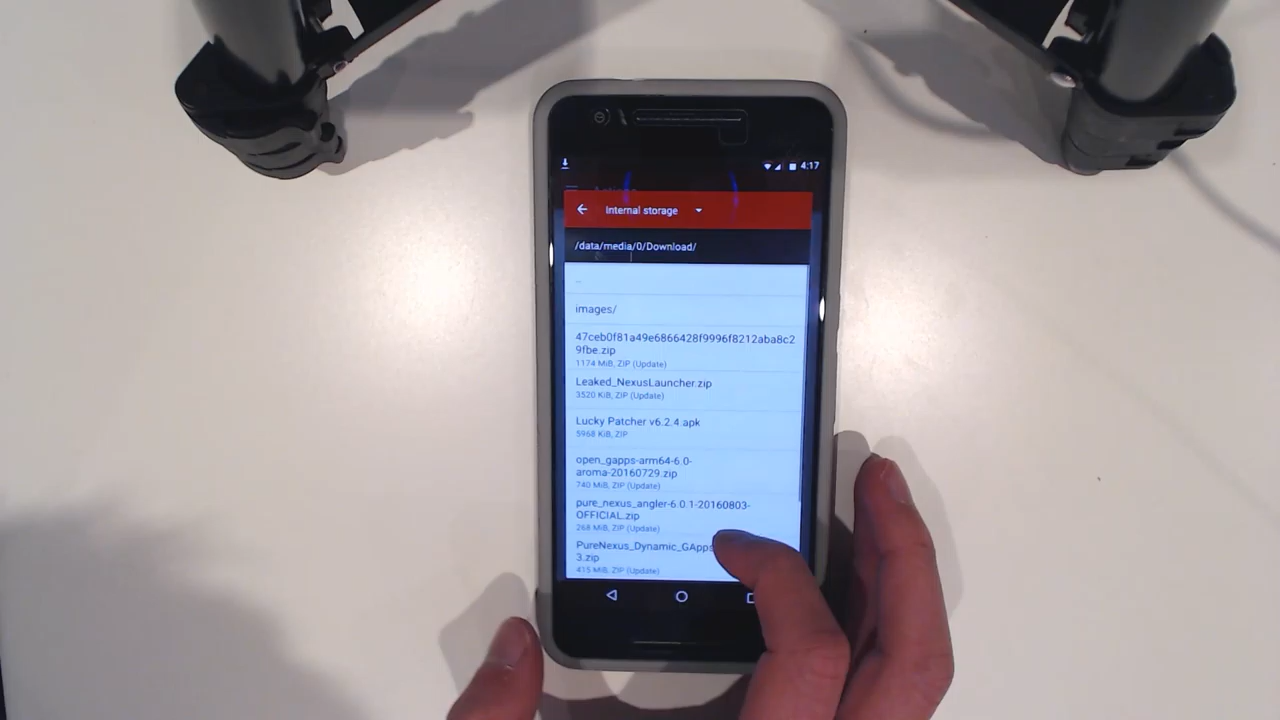 4:17
Internal storage
/data/media/0/Download/
..
images/
47ceb0f81a49e6866428f9996f8212aba8c2
9fbe.zip
1174 MiB, ZIP (Update)
Leaked_NexusLauncher.zip
3520 KiB, ZIP (Update)
Lucky Patcher v6.2.4.apk
5968 KiB, ZIP
open_gapps-arm64-6.0-
aroma-20160729.zip
740 MiB, ZIP (Update)
pure_nexus_angler-6.0.1-20160803-
OFFICIAL.zip
268 MiB, ZIP (Update)
PureNexus_Dynamic_GApps
3.zip
415 MiB, ZIP (Update)